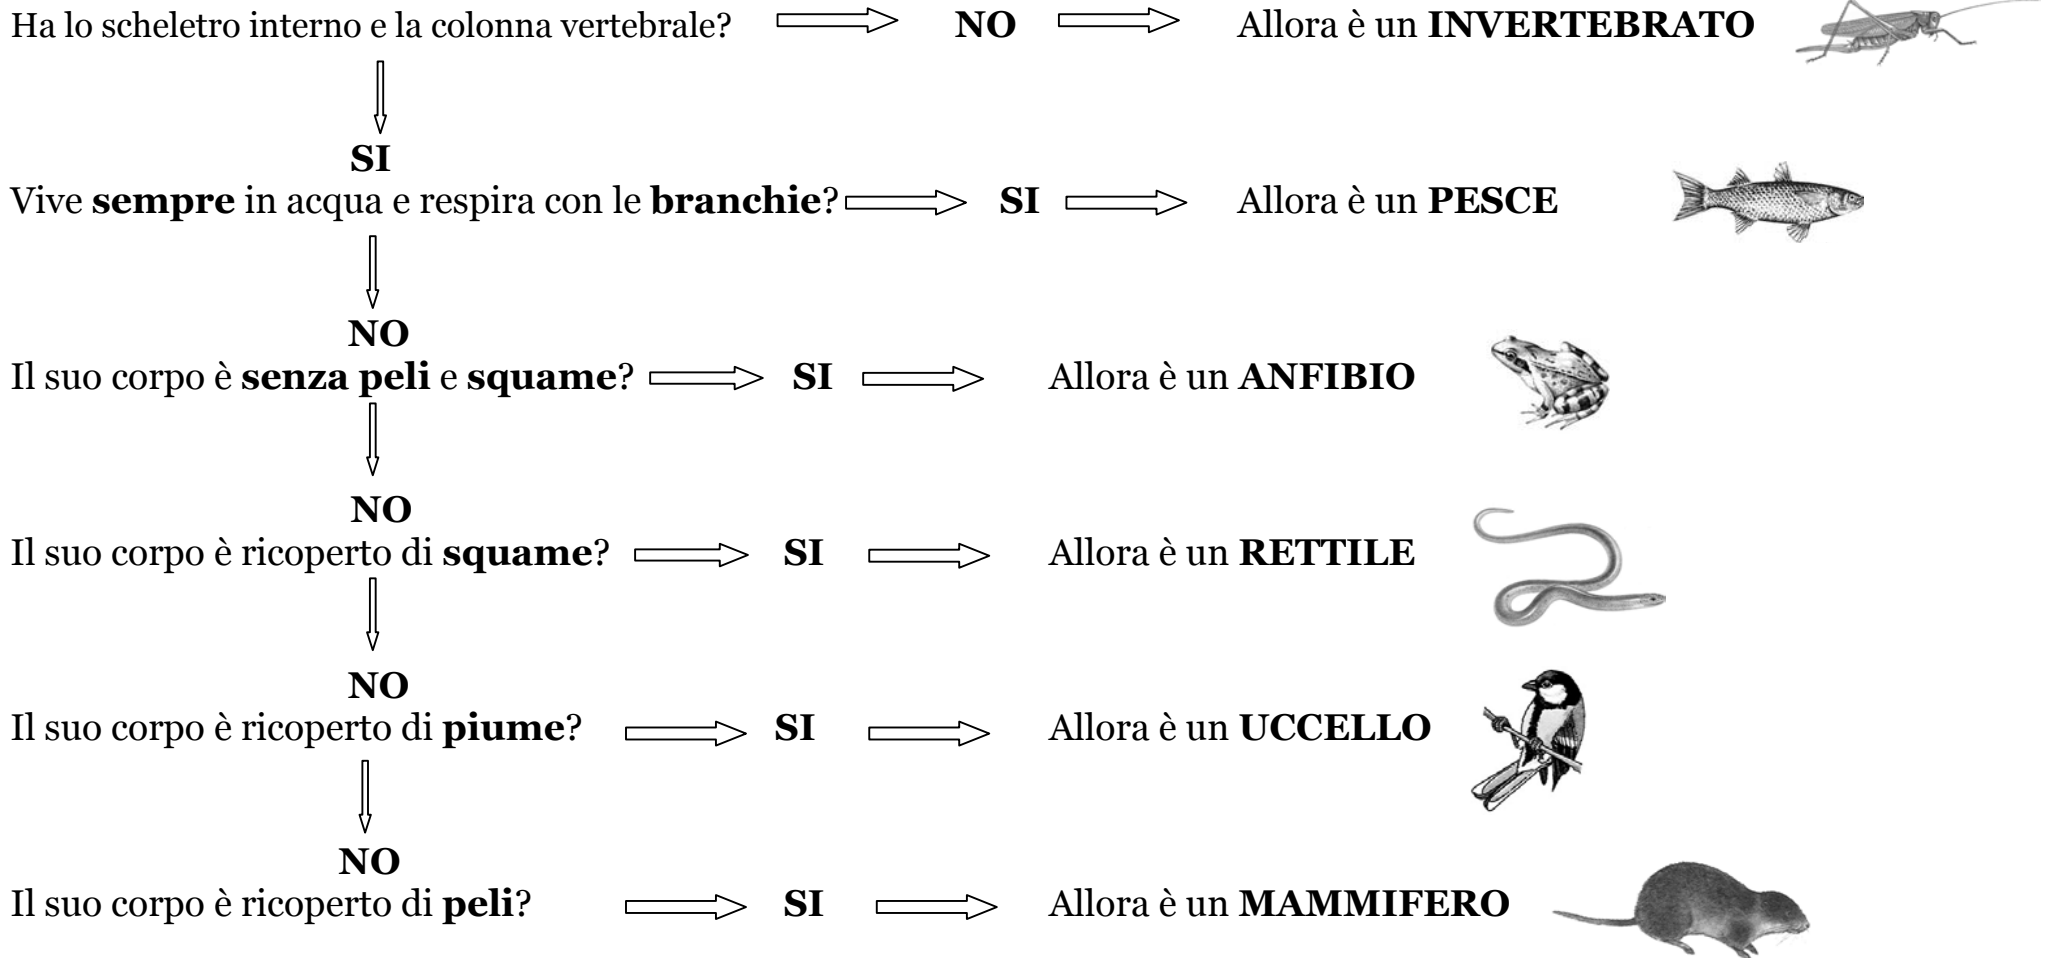 Ha lo scheletro interno e la colonna vertebrale? NO Allora è un INVERTEBRATO
SI
Vive sempre in acqua e respira con le branchie? SI Allora è un PESCE
NO
Il suo corpo è senza peli e squame? SI Allora è un ANFIBIO
NO
Il suo corpo è ricoperto di squame? SI Allora è un RETTILE
NO
Il suo corpo è ricoperto di piume? SI Allora è un UCCELLO
NO
Il suo corpo è ricoperto di peli? SI Allora è un MAMMIFERO